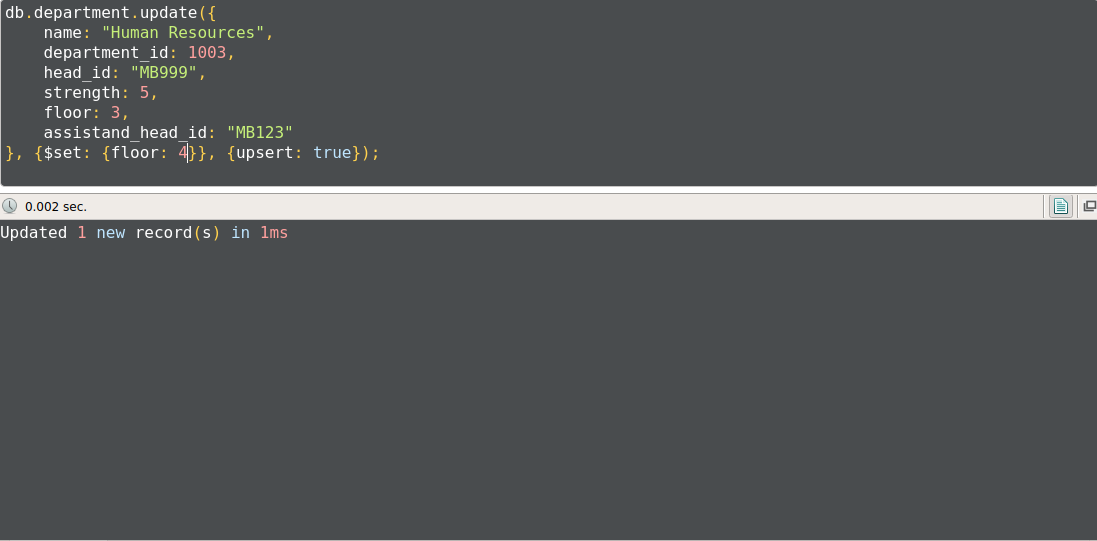 db.department.update({
    name: "Human Resources",
    department_id: 1003,
    head_id: "MB999",
    strength: 5,
    floor: 3,
    assistand_head_id: "MB123"
}, {$set: {floor: 4}}, {upsert: true});
0.002 sec.
Updated 1 new record(s) in 1ms